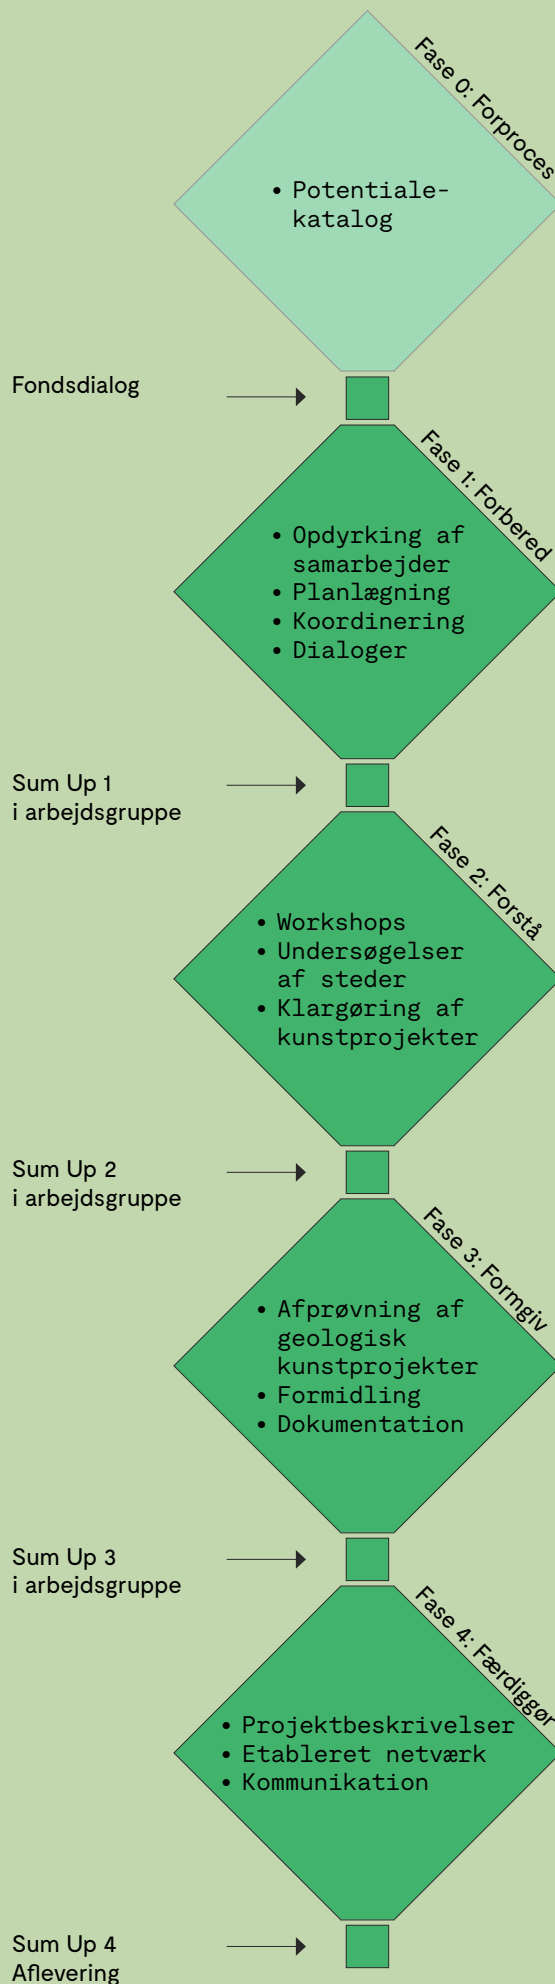 Fase 0: Forproces
• Potentiale-
katalog
Fondsdialog
Fase 1: Forbered
• Opdyrking af
samarbejder
• Planlægning
• Koordinering
• Dialoger
Sum Up 1
i arbejdsgruppe
Fase 2: Forstå
• Workshops
• Undersøgelser
af steder
• Klargøring af
kunstprojekter
Sum Up 2
i arbejdsgruppe
Fase 3: Formgiv
• Afprøvning af
geologisk
kunstprojekter
• Formidling
• Dokumentation
Sum Up 3
i arbejdsgruppe
Fase 4: Færdiggør
• Projektbeskrivelser
• Etableret netværk
• Kommunikation
Sum Up 4
Aflevering